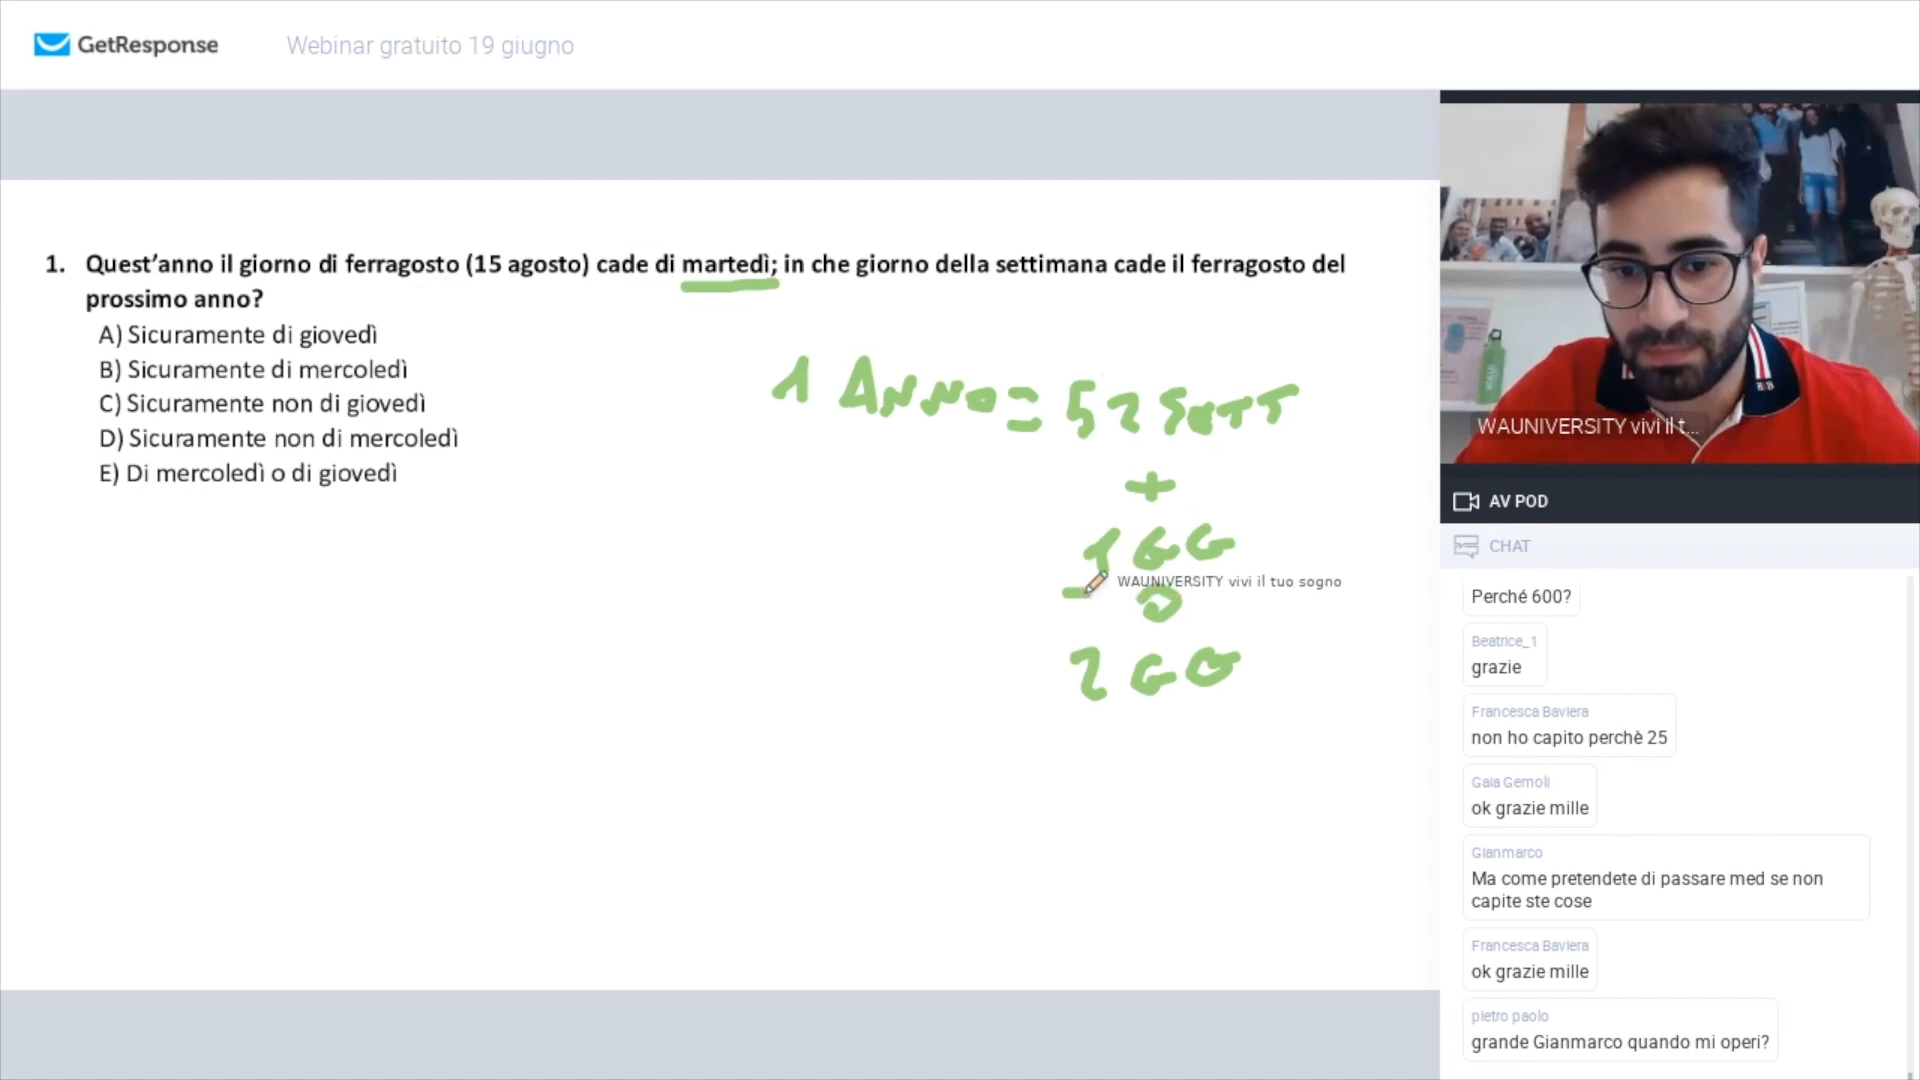 GetResponse
Webinar gratuito 19 giugno
1. Quest'anno il giorno di ferragosto (15 agosto) cade di martedì; in che giorno della settimana cade il ferragosto del
prossimo anno?
A) Sicuramente di giovedì
B) Sicuramente di mercoledì
C) Sicuramente non di giovedì
D) Sicuramente non di mercoledì
E) Di mercoledì o di giovedì
1 ANNO = 52 SETT
+
1 GG
O
2 GG
WAUNIVERSITY vivi il tuo sogno
WAU
WAUNIVERSITY vivi il t...
AV POD
CHAT
Perché 600?
Beatrice_1
grazie
Francesca Baviera
non ho capito perchè 25
Gaia Gemoli
ok grazie mille
Gianmarco
Ma come pretendete di passare med se non
capite ste cose
Francesca Baviera
ok grazie mille
pietro paolo
grande Gianmarco quando mi operi?